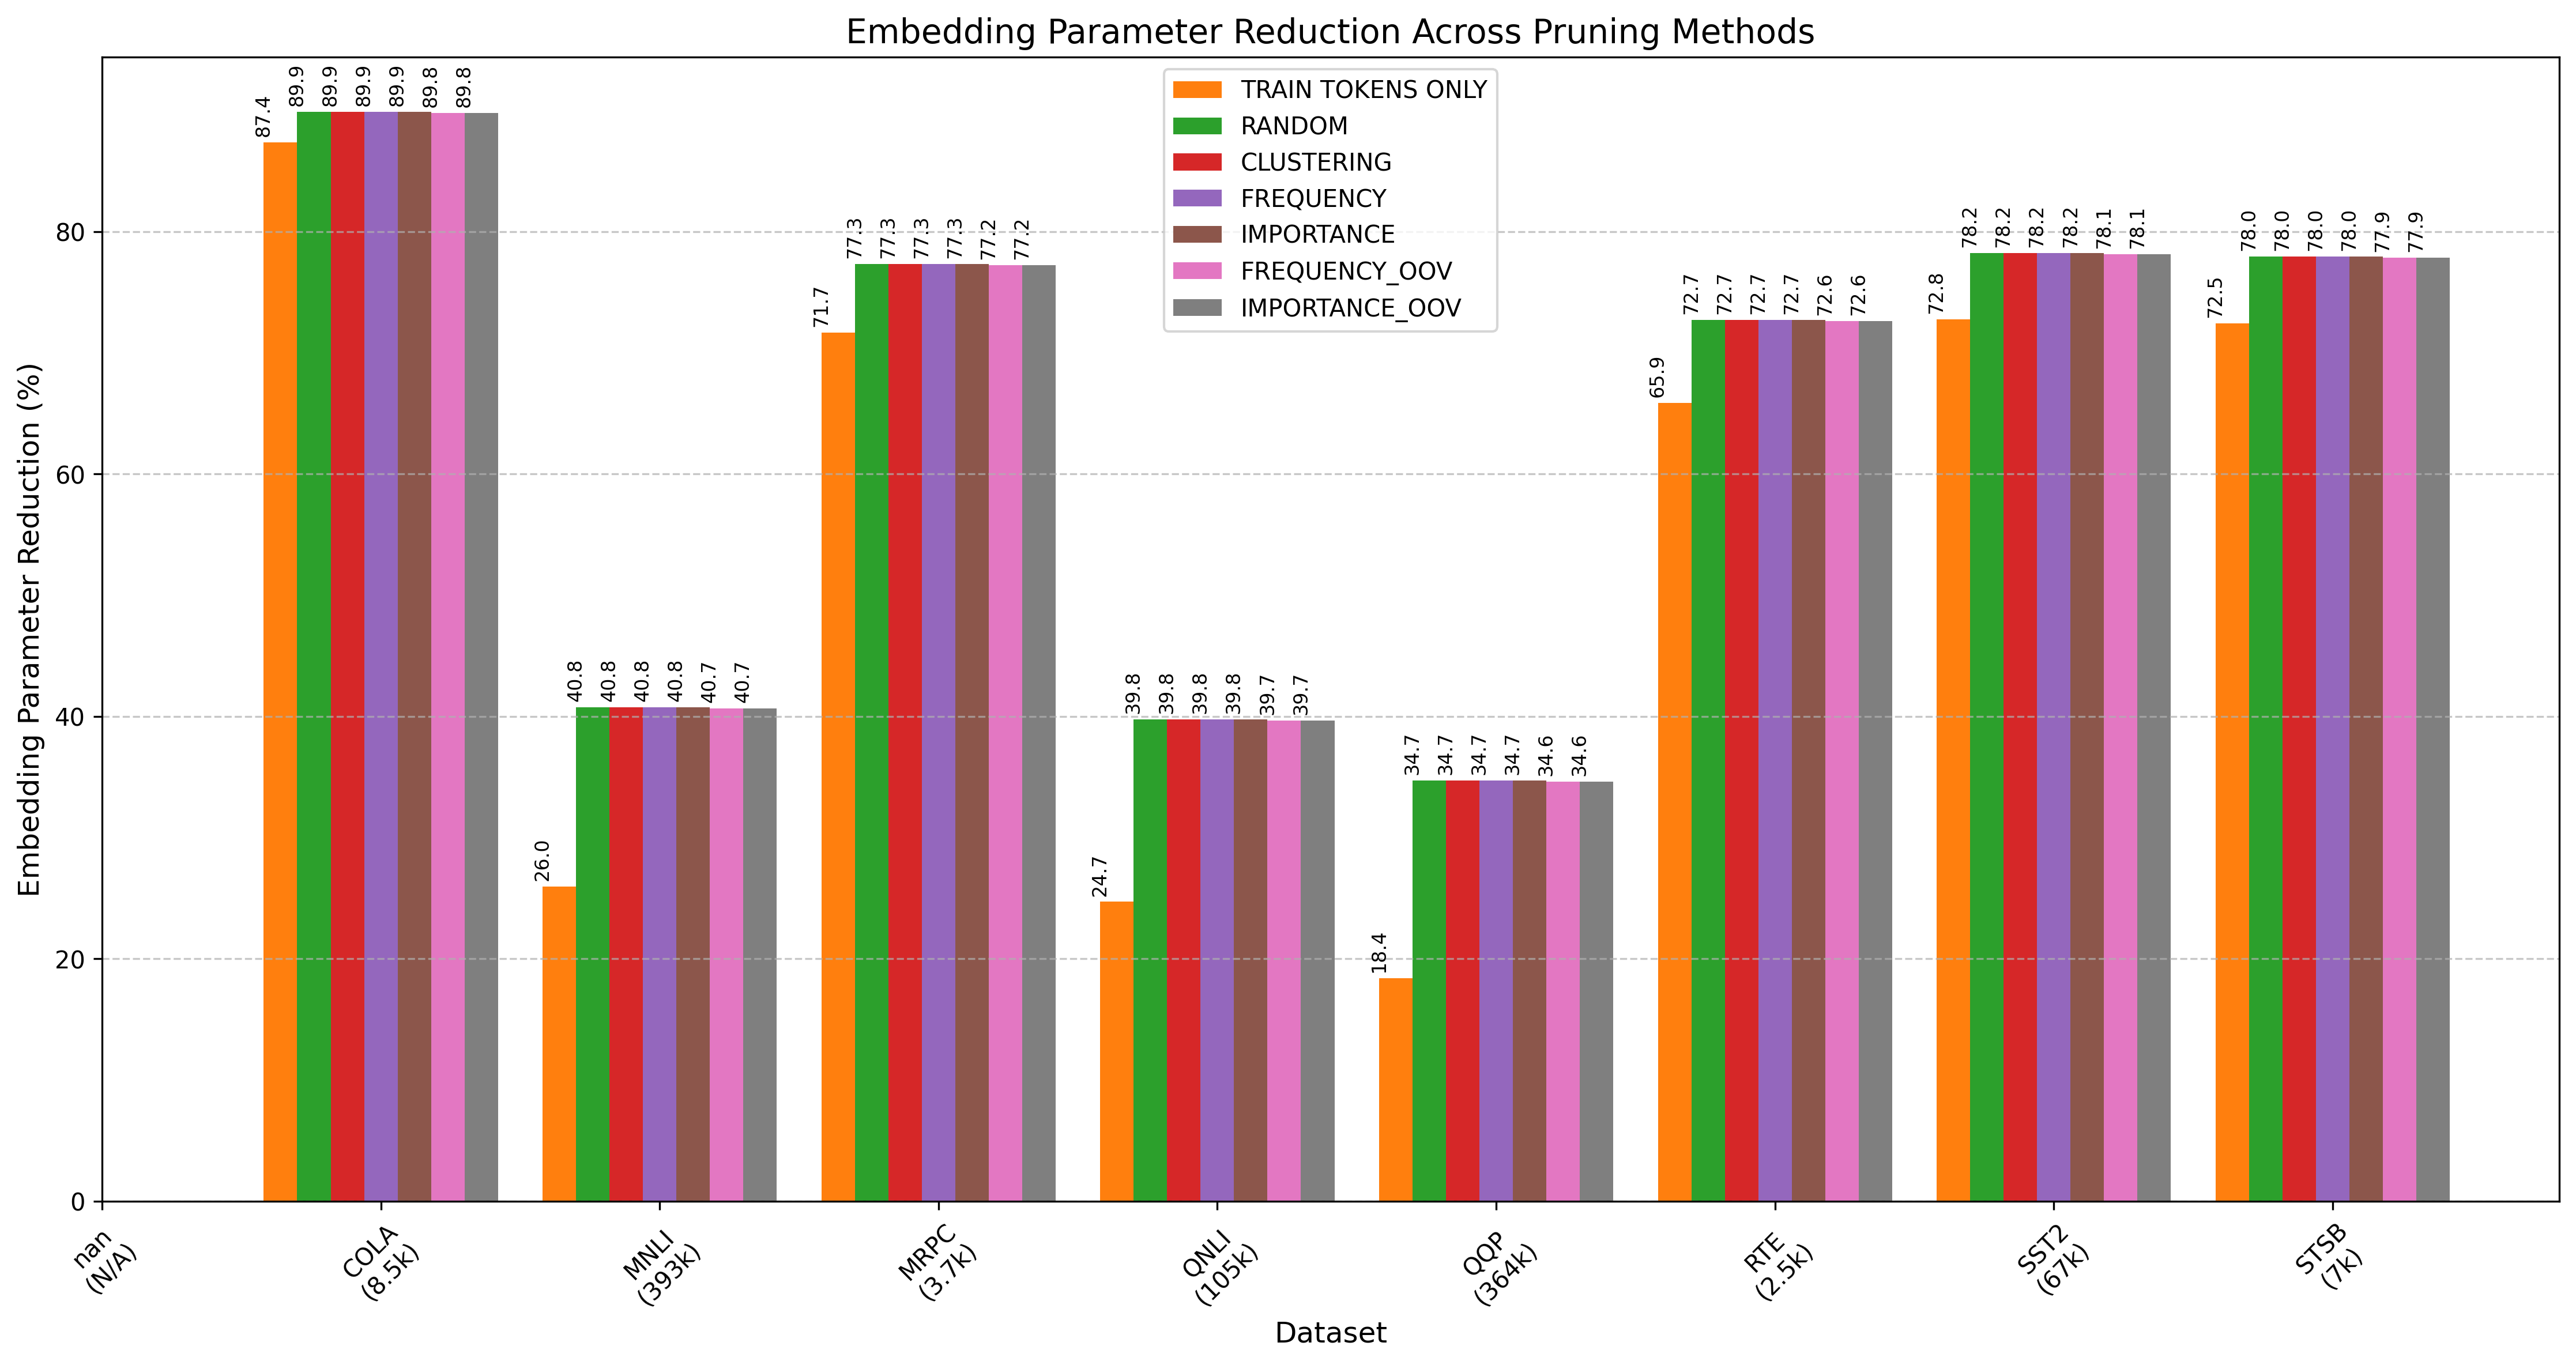 Embedding Parameter Reduction Across Pruning Methods
TRAIN TOKENS ONLY
RANDOM
CLUSTERING
FREQUENCY
IMPORTANCE
FREQUENCY_OOV
IMPORTANCE_OOV
Embedding Parameter Reduction (%)
80
60
40
20
0
87.4
89.9
89.9
89.9
89.9
89.8
89.8
26.0
40.8
40.8
40.8
40.8
40.7
40.7
71.7
77.3
77.3
77.3
77.3
77.2
77.2
24.7
39.8
39.8
39.8
39.8
39.7
39.7
18.4
34.7
34.7
34.7
34.7
34.6
34.6
65.9
72.7
72.7
72.7
72.7
72.6
72.6
72.8
78.2
78.2
78.2
78.2
78.1
78.1
72.5
78.0
78.0
78.0
78.0
77.9
77.9
nan
(N/A)
COLA
(8.5k)
MNLI
(393k)
MRPC
(3.7k)
QNLI
(105k)
QQP
(364k)
RTE
(2.5k)
SST2
(67k)
STSB
(7k)
Dataset